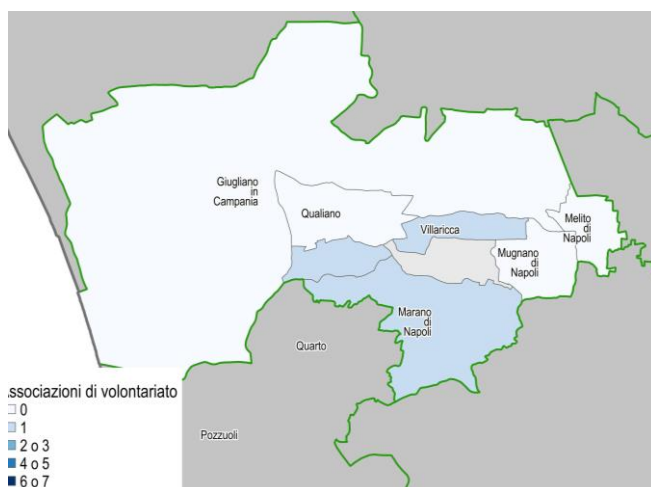 Giugliano
in
Campania
Qualiano
Villaricca
Melito
di
Napoli
Mugnano
di
Napoli
Marano
di
Napoli
Quarto
Pozzuoli
ssociazioni di volontariato
0
1
2 o 3
4 o 5
6 o 7